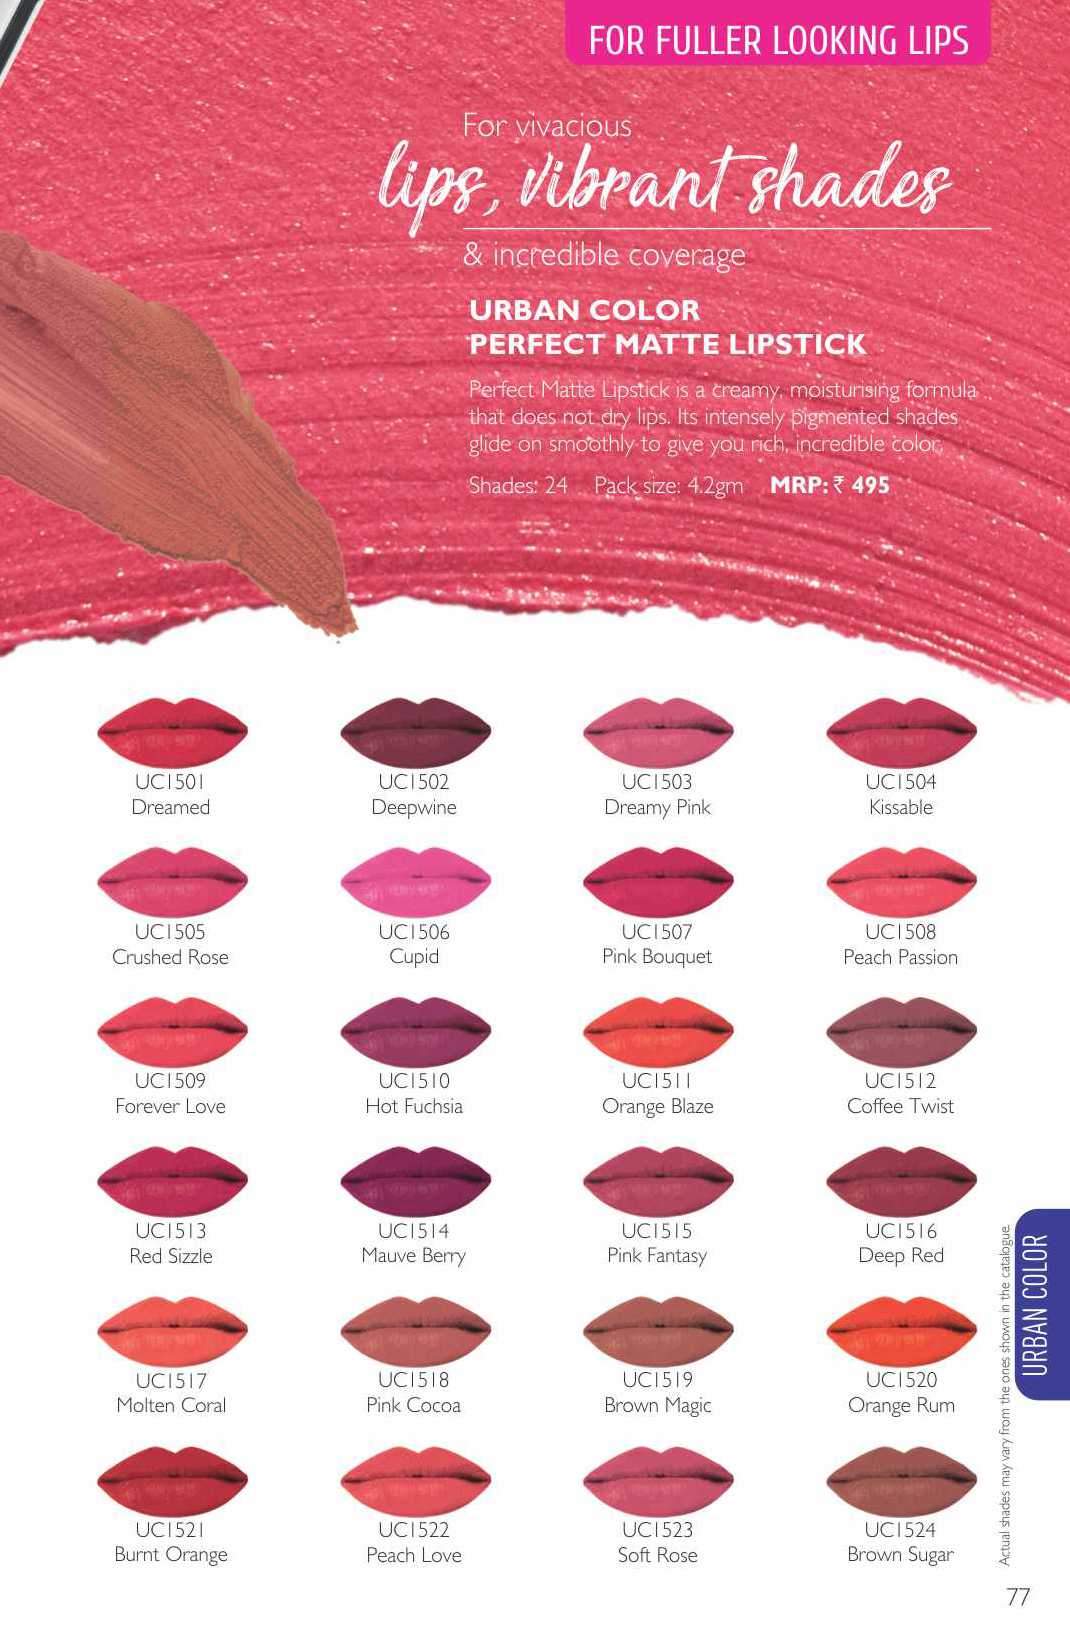 FOR FULLER LOOKING LIPS
For vivacious
lips, vibrant shades
& incredible coverage
URBAN COLOR
PERFECT MATTE LIPSTICK
Perfect Matte Lipstick is a creamy, moisturising formula
that does not dry lips. Its intensely pigmented shades
glide on smoothly to give you rich, incredible color.
Shades: 24 Pack size: 4.2gm MRP: ₹ 495
UC1501 UC1502 UC1503 UC1504
Dreamed Deepwine Dreamy Pink Kissable
UC1505 UC1506 UC1507 UC1508
Crushed Rose Cupid Pink Bouquet Peach Passion
UC1509 UC1510 UC1511 UC1512
Forever Love Hot Fuchsia Orange Blaze Coffee Twist
UC1513 UC1514 UC1515 UC1516
Red Sizzle Mauve Berry Pink Fantasy Deep Red
UC1517 UC1518 UC1519 UC1520
Molten Coral Pink Cocoa Brown Magic Orange Rum
UC1521 UC1522 UC1523 UC1524
Burnt Orange Peach Love Soft Rose Brown Sugar
Actual shades may vary from the ones shown in the catalogue.
URBAN COLOR
77